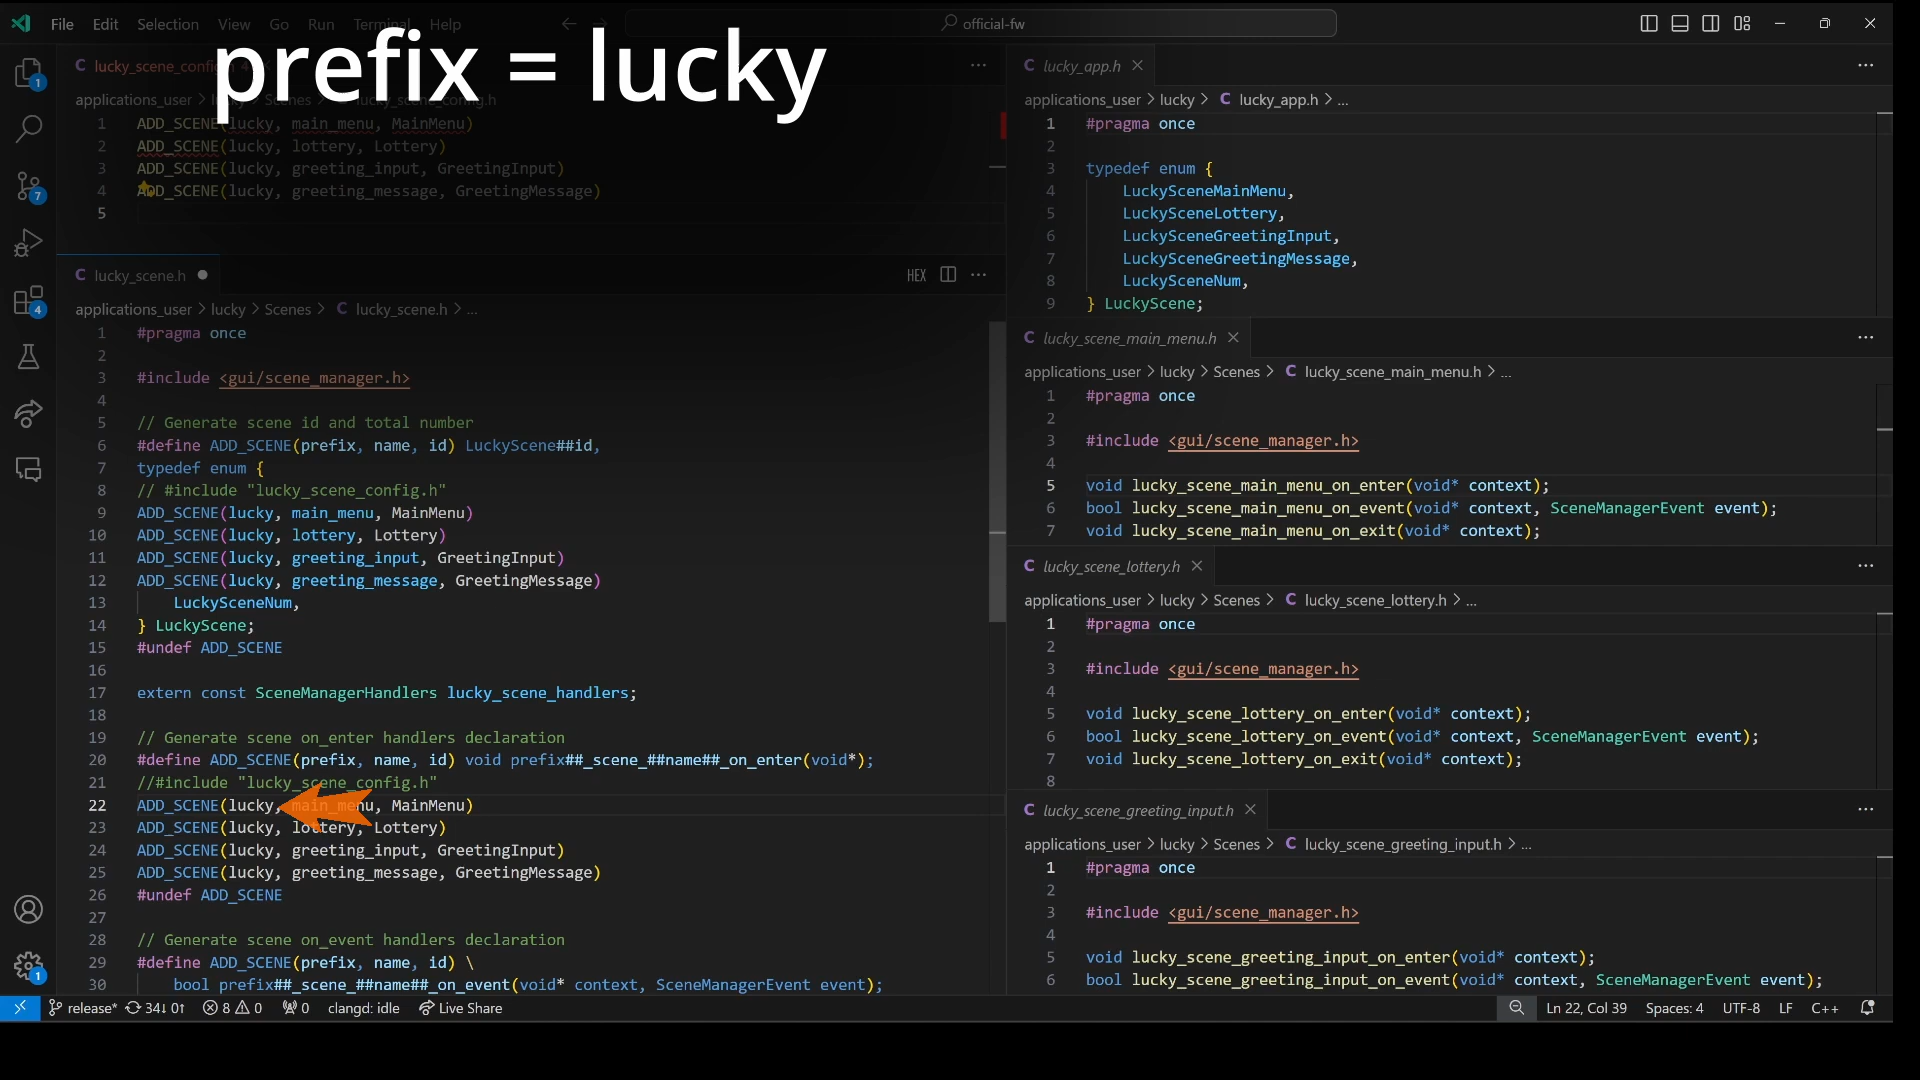 File Edit Selection View Go Run Terminal Help
official-fw
prefix = lucky
lucky_scene_config.h
applications_user > lucky > Scenes > C lucky_scene_config.h
1 ADD_SCENE(lucky, main_menu, MainMenu)
2 ADD_SCENE(lucky, lottery, Lottery)
3 ADD_SCENE(lucky, greeting_input, GreetingInput)
4 ADD_SCENE(lucky, greeting_message, GreetingMessage)
5
C lucky_scene.h
HEX
applications_user > lucky > Scenes > C lucky_scene.h > ...
1 #pragma once
2
3 #include <gui/scene_manager.h>
4
5 // Generate scene id and total number
6 #define ADD_SCENE(prefix, name, id) LuckyScene##id,
7 typedef enum {
8 // #include "lucky_scene_config.h"
9 ADD_SCENE(lucky, main_menu, MainMenu)
10 ADD_SCENE(lucky, lottery, Lottery)
11 ADD_SCENE(lucky, greeting_input, GreetingInput)
12 ADD_SCENE(lucky, greeting_message, GreetingMessage)
13 LuckySceneNum,
14 } LuckyScene;
15 #undef ADD_SCENE
16
17 extern const SceneManagerHandlers lucky_scene_handlers;
18
19 // Generate scene on_enter handlers declaration
20 #define ADD_SCENE(prefix, name, id) void prefix##_scene_##name##_on_enter(void*);
21 //#include "lucky_scene_config.h"
22 ADD_SCENE(lucky, main_menu, MainMenu)
23 ADD_SCENE(lucky, lottery, Lottery)
24 ADD_SCENE(lucky, greeting_input, GreetingInput)
25 ADD_SCENE(lucky, greeting_message, GreetingMessage)
26 #undef ADD_SCENE
27
28 // Generate scene on_event handlers declaration
29 #define ADD_SCENE(prefix, name, id) \
30 bool prefix##_scene_##name##_on_event(void* context, SceneManagerEvent event);
C lucky_app.h
applications_user > lucky > C lucky_app.h > ...
1 #pragma once
2
3 typedef enum {
4 LuckySceneMainMenu,
5 LuckySceneLottery,
6 LuckySceneGreetingInput,
7 LuckySceneGreetingMessage,
8 LuckySceneNum,
9 } LuckyScene;
C lucky_scene_main_menu.h
applications_user > lucky > Scenes > C lucky_scene_main_menu.h > ...
1 #pragma once
2
3 #include <gui/scene_manager.h>
4
5 void lucky_scene_main_menu_on_enter(void* context);
6 bool lucky_scene_main_menu_on_event(void* context, SceneManagerEvent event);
7 void lucky_scene_main_menu_on_exit(void* context);
C lucky_scene_lottery.h
applications_user > lucky > Scenes > C lucky_scene_lottery.h > ...
1 #pragma once
2
3 #include <gui/scene_manager.h>
4
5 void lucky_scene_lottery_on_enter(void* context);
6 bool lucky_scene_lottery_on_event(void* context, SceneManagerEvent event);
7 void lucky_scene_lottery_on_exit(void* context);
8
C lucky_scene_greeting_input.h
applications_user > lucky > Scenes > C lucky_scene_greeting_input.h > ...
1 #pragma once
2
3 #include <gui/scene_manager.h>
4
5 void lucky_scene_greeting_input_on_enter(void* context);
6 bool lucky_scene_greeting_input_on_event(void* context, SceneManagerEvent event);
1
7
4
1
release* 34↓ 0↑ 8 0 0 clangd: idle Live Share
Ln 22, Col 39 Spaces: 4 UTF-8 LF C++